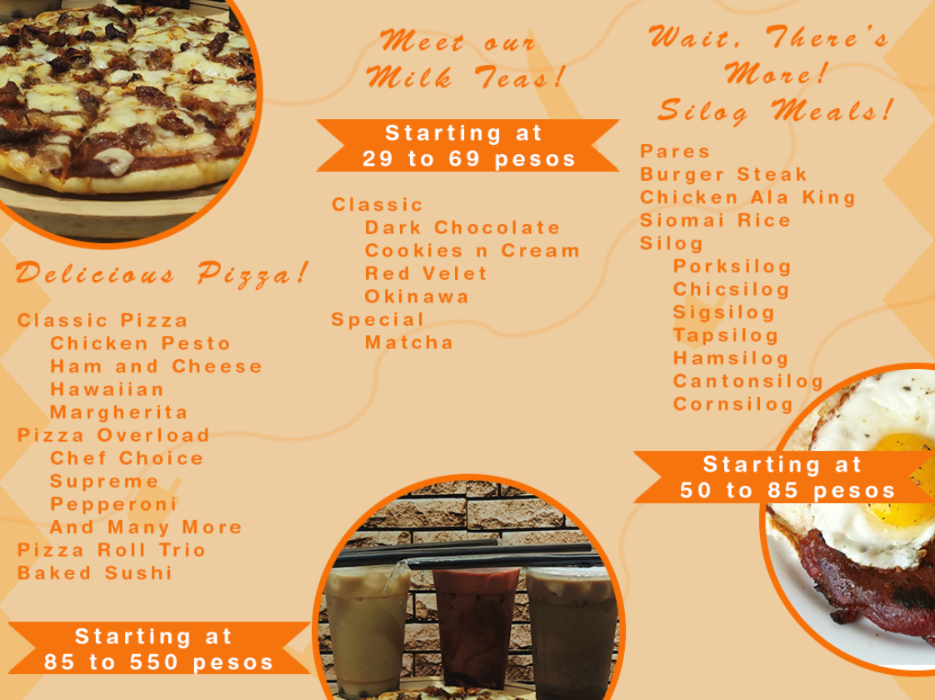 Delicious Pizza!
Classic Pizza
Chicken Pesto
Ham and Cheese
Hawaiian
Margherita
Pizza Overload
Chef Choice
Supreme
Pepperoni
And Many More
Pizza Roll Trio
Baked Sushi
Starting at
85 to 550 pesos
Meet our
Milk Teas!
Starting at
29 to 69 pesos
Classic
Dark Chocolate
Cookies n Cream
Red Velet
Okinawa
Special
Matcha
Wait, There's
More!
Silog Meals!
Pares
Burger Steak
Chicken Ala King
Siomai Rice
Silog
Porksilog
Chicsilog
Sigsilog
Tapsilog
Hamsilog
Cantonsilog
Cornsilog
Starting at
50 to 85 pesos